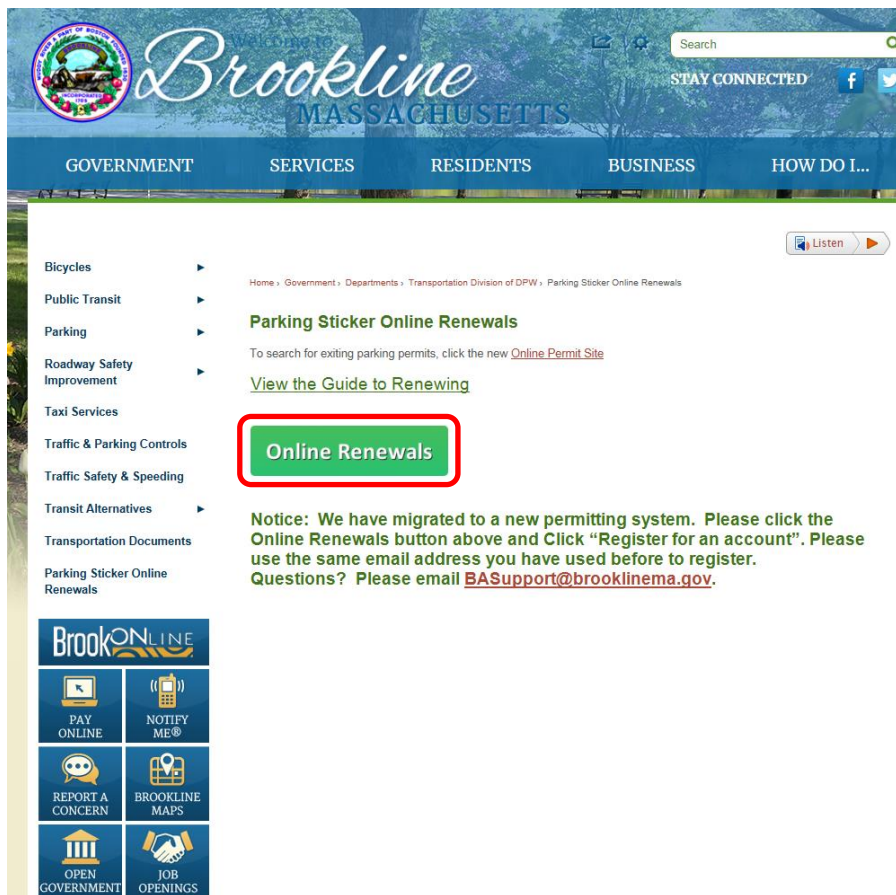 Welcome to
Brookline
MASSACHUSETTS
Search
STAY CONNECTED
GOVERNMENT SERVICES RESIDENTS BUSINESS HOW DO I...
Listen
Bicycles
Public Transit
Parking
Roadway Safety
Improvement
Taxi Services
Traffic & Parking Controls
Traffic Safety & Speeding
Transit Alternatives
Transportation Documents
Parking Sticker Online
Renewals
BrookONLINE
PAY
ONLINE
NOTIFY
ME®
REPORT A
CONCERN
BROOKLINE
MAPS
OPEN
GOVERNMENT
JOB
OPENINGS
Home › Government › Departments › Transportation Division of DPW › Parking Sticker Online Renewals
Parking Sticker Online Renewals
To search for exiting parking permits, click the new Online Permit Site
View the Guide to Renewing
Online Renewals
Notice: We have migrated to a new permitting system. Please click the
Online Renewals button above and Click “Register for an account”. Please
use the same email address you have used before to register.
Questions? Please email BASupport@brooklinema.gov.